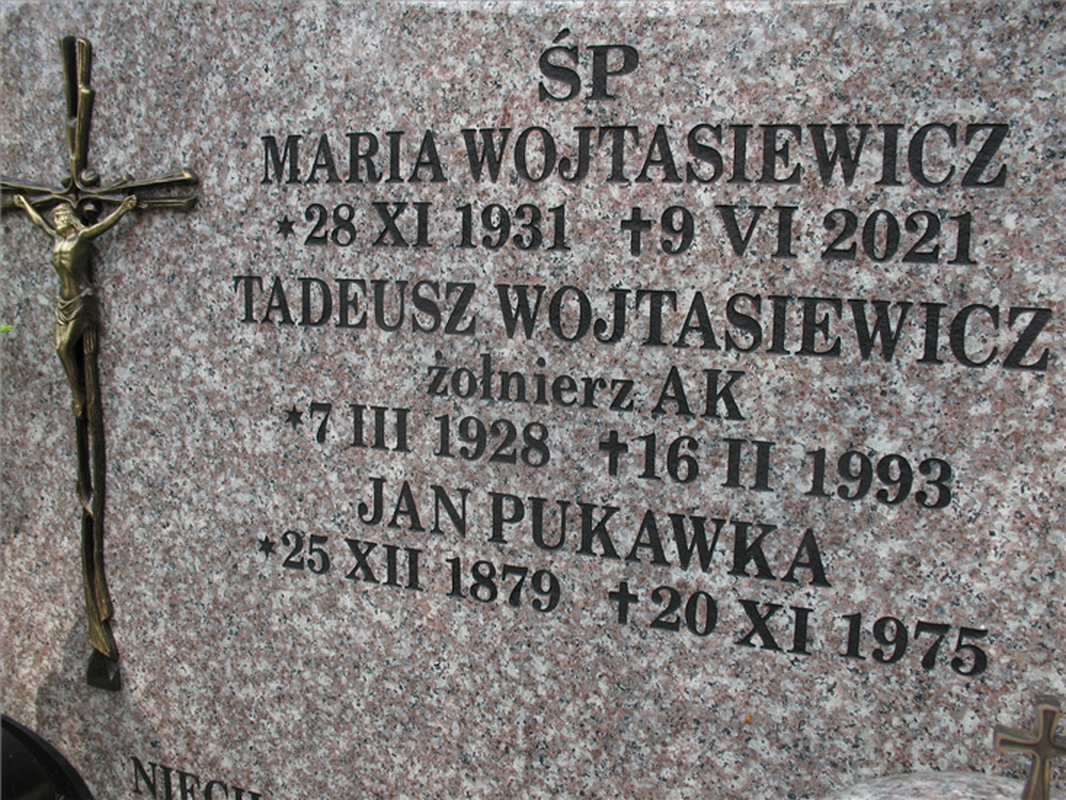 ŚP
MARIA WOJTASIEWICZ
*28 XI 1931 ✝9 VI 2021
TADEUSZ WOJTASIEWICZ
żołnierz AK
*7 III 1928 ✝16 II 1993
JAN PUKAWKA
*25 XII 1879 ✝20 XI 1975